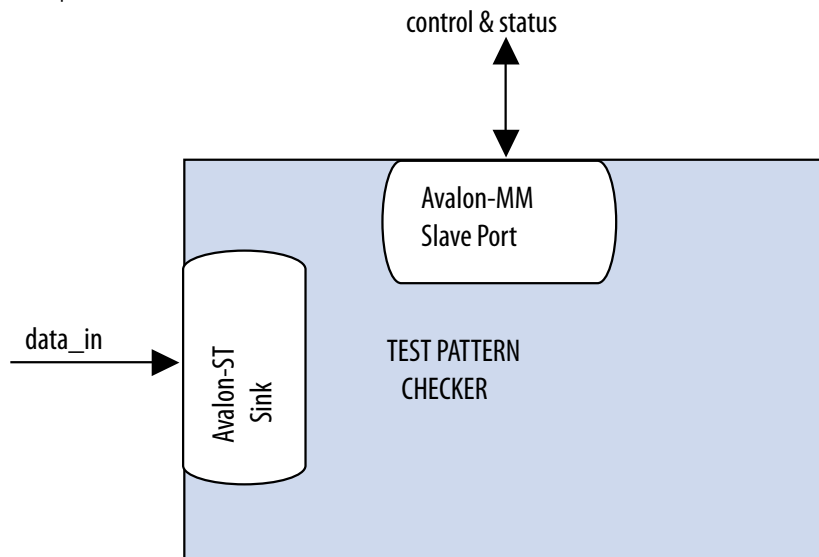 control & status
Avalon-MM
Slave Port
data_in
Avalon-ST
Sink
TEST PATTERN
CHECKER